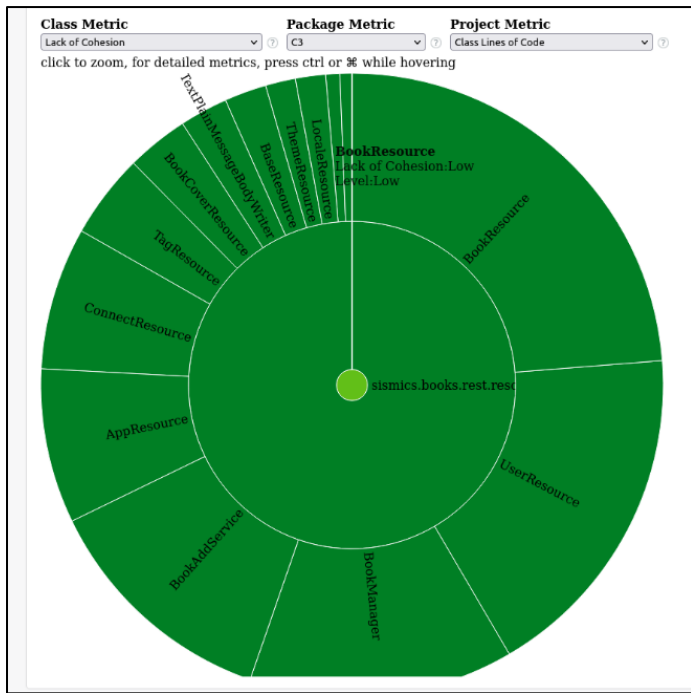 Class Metric Package Metric Project Metric
Lack of Cohesion ? C3 ? Class Lines of Code ?
click to zoom, for detailed metrics, press ctrl or ⌘ while hovering
BookResource
Lack of Cohesion:Low
Level:Low
BookResource
UserResource
BookManager
BookAddService
AppResource
ConnectResource
TagResource
BookCoverResource
TextPlainMessageBodyWriter
BaseResource
ThemeResource
LocaleResource
sismics.books.rest.reso